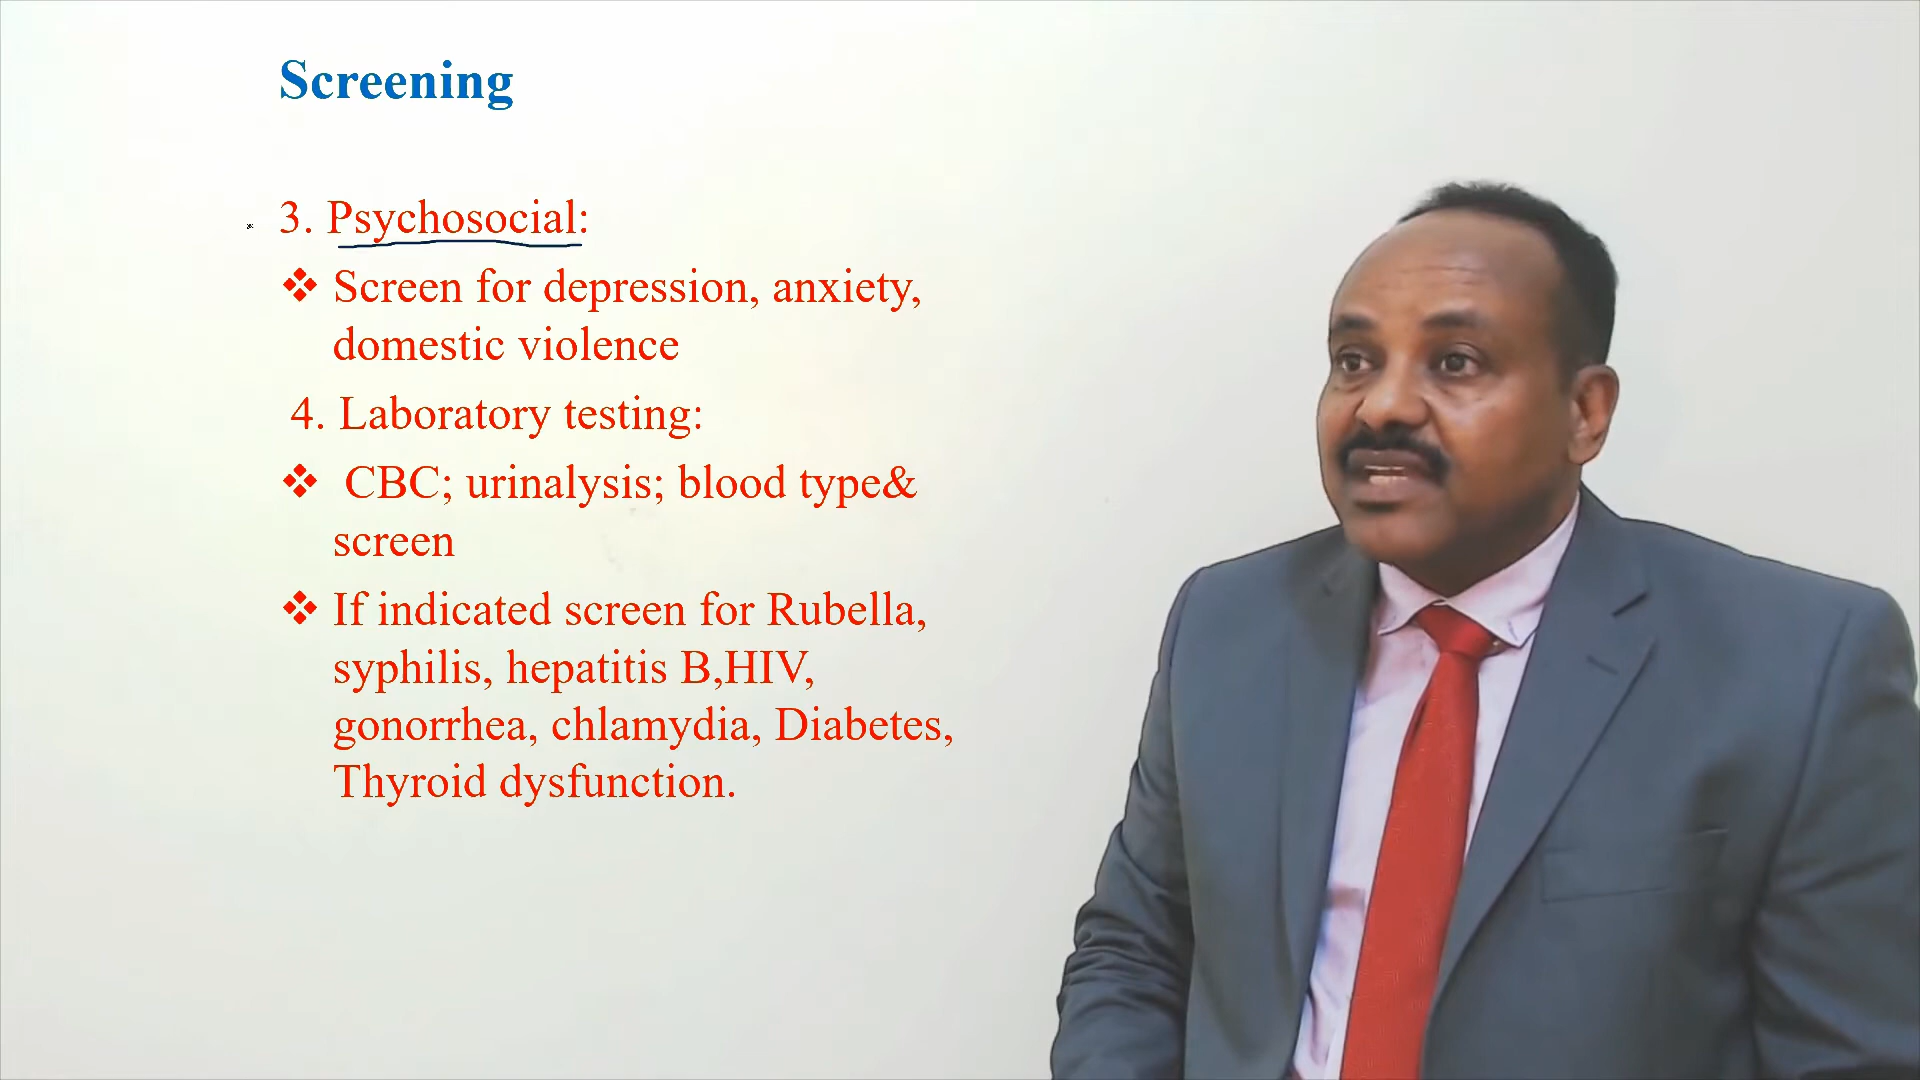 Screening
3. Psychosocial:
❖ Screen for depression, anxiety,
domestic violence
4. Laboratory testing:
❖ CBC; urinalysis; blood type&
screen
❖ If indicated screen for Rubella,
syphilis, hepatitis B,HIV,
gonorrhea, chlamydia, Diabetes,
Thyroid dysfunction.